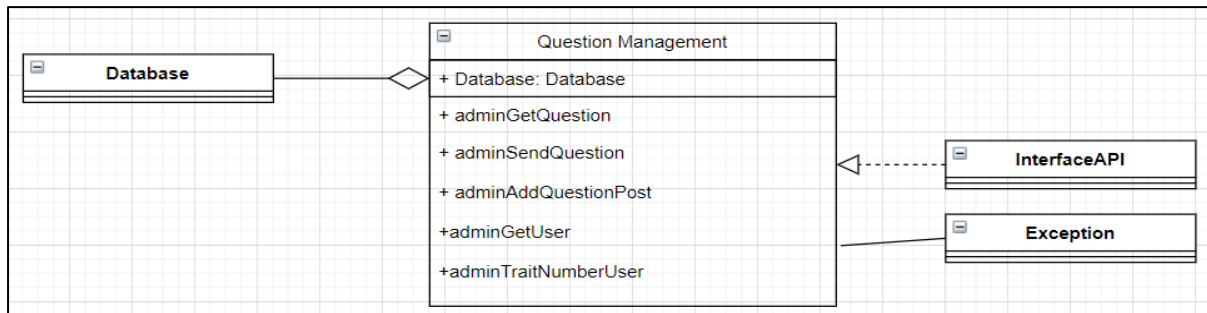 Database
Question Management
+ Database: Database
+ adminGetQuestion
+ adminSendQuestion
+ adminAddQuestionPost
+adminGetUser
+adminTraitNumberUser
InterfaceAPI
Exception